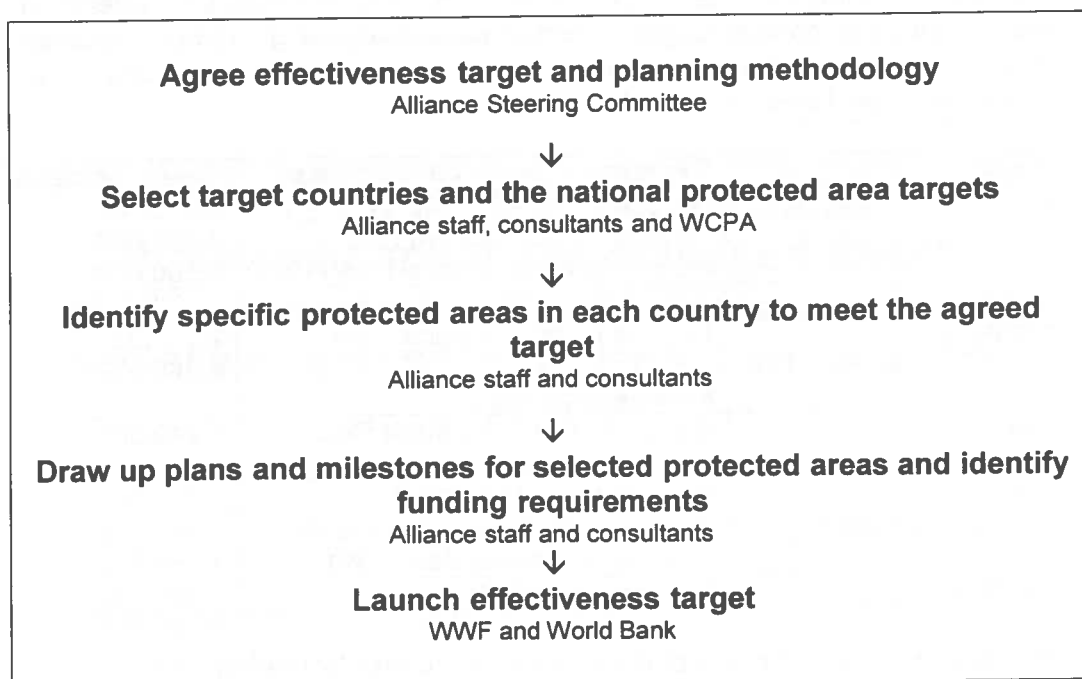 Agree effectiveness target and planning methodology
Alliance Steering Committee
↓
Select target countries and the national protected area targets
Alliance staff, consultants and WCPA
↓
Identify specific protected areas in each country to meet the agreed
target
Alliance staff and consultants
↓
Draw up plans and milestones for selected protected areas and identify
funding requirements
Alliance staff and consultants
↓
Launch effectiveness target
WWF and World Bank